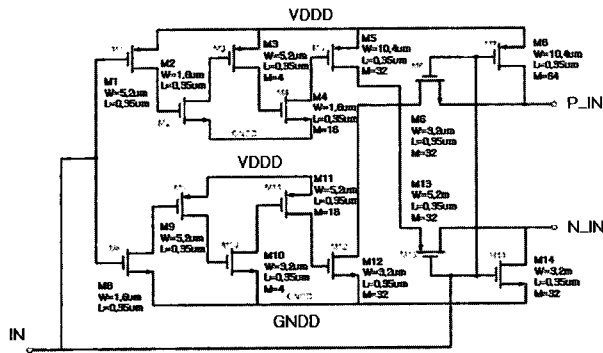 VDDD
M1
W=5,2um
L=0,35um
M2
W=1,6um
L=0,35um
M3
W=5,2um
L=0,35um
M=4
M4
W=1,6um
L=0,35um
M=16
M5
W=10,4um
L=0,35um
M=32
M6
W=10,4um
L=0,35um
M=64
P_IN
M6
W=3,2um
L=0,35um
M=32
GNDD
VDDD
M8
W=1,6um
L=0,35um
M9
W=5,2um
L=0,35um
M10
W=3,2um
L=0,35um
M=4
M11
W=5,2um
L=0,35um
M=16
M12
W=3,2um
L=0,35um
M=32
M13
W=5,2m
L=0,35um
M=32
N_IN
M14
W=3,2m
L=0,35um
M=32
GNDD
GNDD
IN